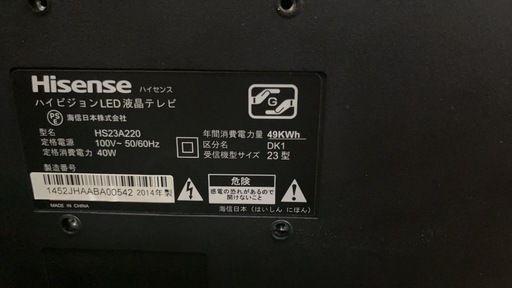 Hisense ハイセンス
ハイビジョンLED液晶テレビ
PS
E 海信日本株式会社
G
型名 HS23A220
定格電源 100V~ 50/60Hz
定格消費電力 40W
年間消費電力量 49KWh
区分名 DK1
受信機型サイズ 23型
製造番号
1452JHAABA00542 2014年製
MADE IN CHINA
危険
感電の恐れがあるので
開けないこと
海信日本(はいしん にほん)